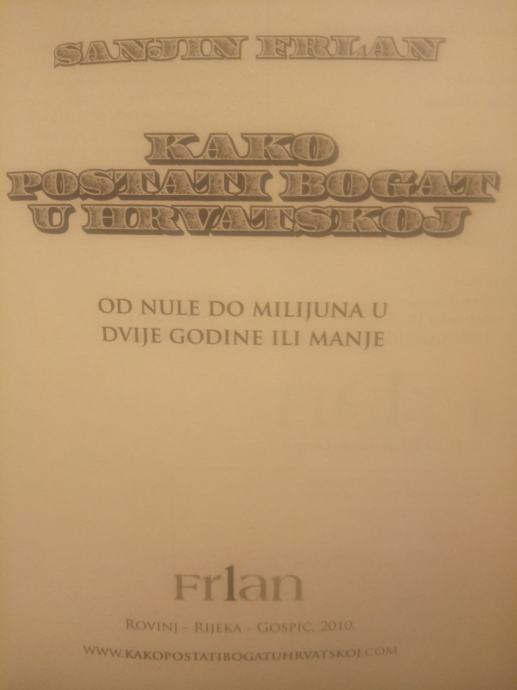 SANJIN FRLAN
KAKO
POSTATI BOGAT
U HRVATSKOJ
OD NULE DO MILIJUNA U
DVIJE GODINE ILI MANJE
Frlan
ROVINJ - RIJEKA - GOSPIĆ, 2010.
WWW.KAKOPOSTATIBOGATUHRVATSKOJ.COM